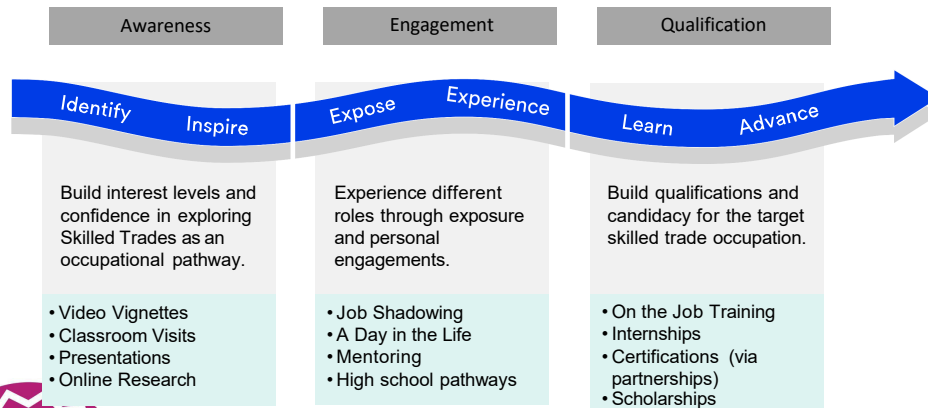 Awareness
Engagement
Qualification
Identify
Inspire
Expose
Experience
Learn
Advance
Build interest levels and
confidence in exploring
Skilled Trades as an
occupational pathway.
Experience different
roles through exposure
and personal
engagements.
Build qualifications and
candidacy for the target
skilled trade occupation.
• Video Vignettes
• Classroom Visits
• Presentations
• Online Research
• Job Shadowing
• A Day in the Life
• Mentoring
• High school pathways
• On the Job Training
• Internships
• Certifications (via
partnerships)
• Scholarships